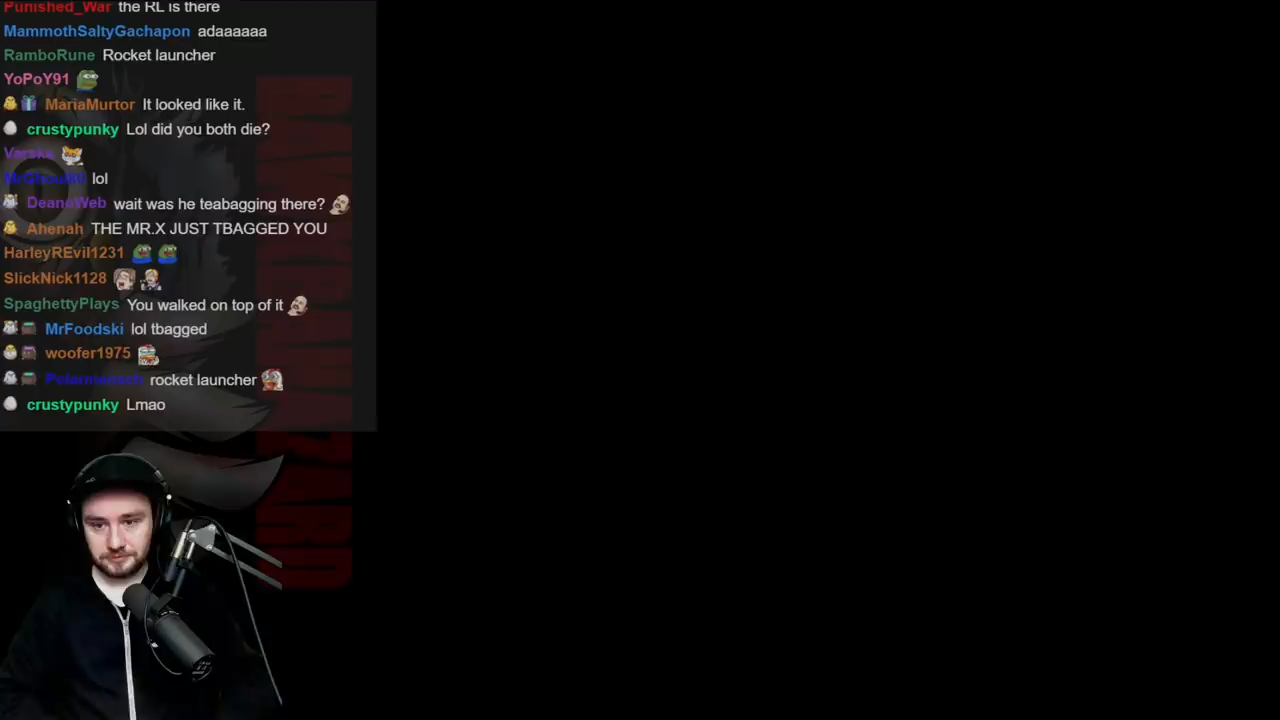 Punished_War the RL is there
MammothSaltyGachapon adaaaaaa
RamboRune Rocket launcher
YoPoY91
MariaMurtor It looked like it.
crustypunky Lol did you both die?
lol
DeanoWeb wait was he teabagging there?
Ahenah THE MR.X JUST TBAGGED YOU
HarleyREvil1231
SlickNick1128
SpaghettyPlays You walked on top of it
MrFoodski lol tbagged
woofer1975
rocket launcher
crustypunky Lmao